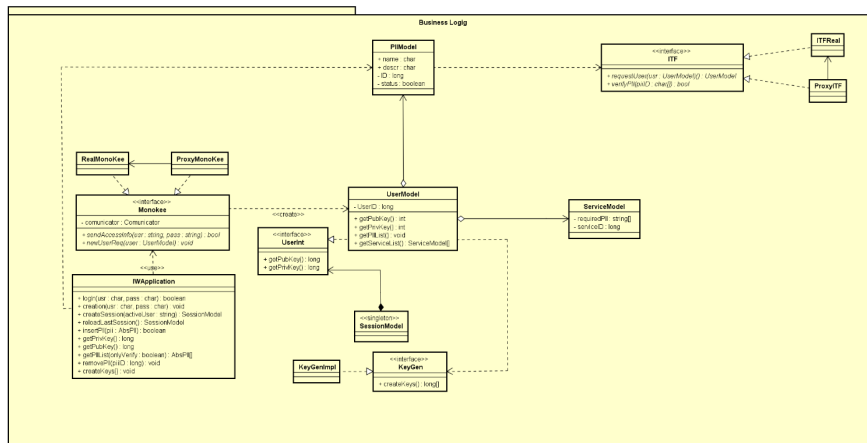 Business Logig
PIIModel
+ name : char
+ descr : char
- ID : long
- status : boolean
<<interface>>
ITF
+ requestUser(usr : UserModel()) : UserModel
+ verifyPII(piiID : char[]) : bool
ITFReal
ProxyITF
RealMonoKee
ProxyMonoKee
<<interface>>
Monokee
- comunicator : Comunicator
+ sendAccessInfo(usr : string, pass : string) : bool
+ newUserReq(user : UserModel) : void
<<create>>
UserModel
- UserID : long
+ getPubKey() : int
+ getPrivKey() : int
+ getPIIList() : void
+ getServiceList() : ServiceModel[]
ServiceModel
- requiredPII : string[]
- serviceID : long
<<interface>>
UserInt
+ getPubKey() : long
+ getPrivKey() : long
<<use>>
IWApplication
+ login(usr : char, pass : char) : boolean
+ creation(usr : char, pass : char) : void
+ createSession(activeUser : string) : SessionModel
+ reloadLastSession() : SessionModel
+ insertPII(pii : AbsPII) : boolean
+ getPrivKey() : long
+ getPubKey() : long
+ getPIIList(onlyVerify : boolean) : AbsPII[]
+ removePII(piiID : long) : void
+ createKeys() : void
<<singleton>>
SessionModel
KeyGenImpl
<<interface>>
KeyGen
+ createKeys() : long[]